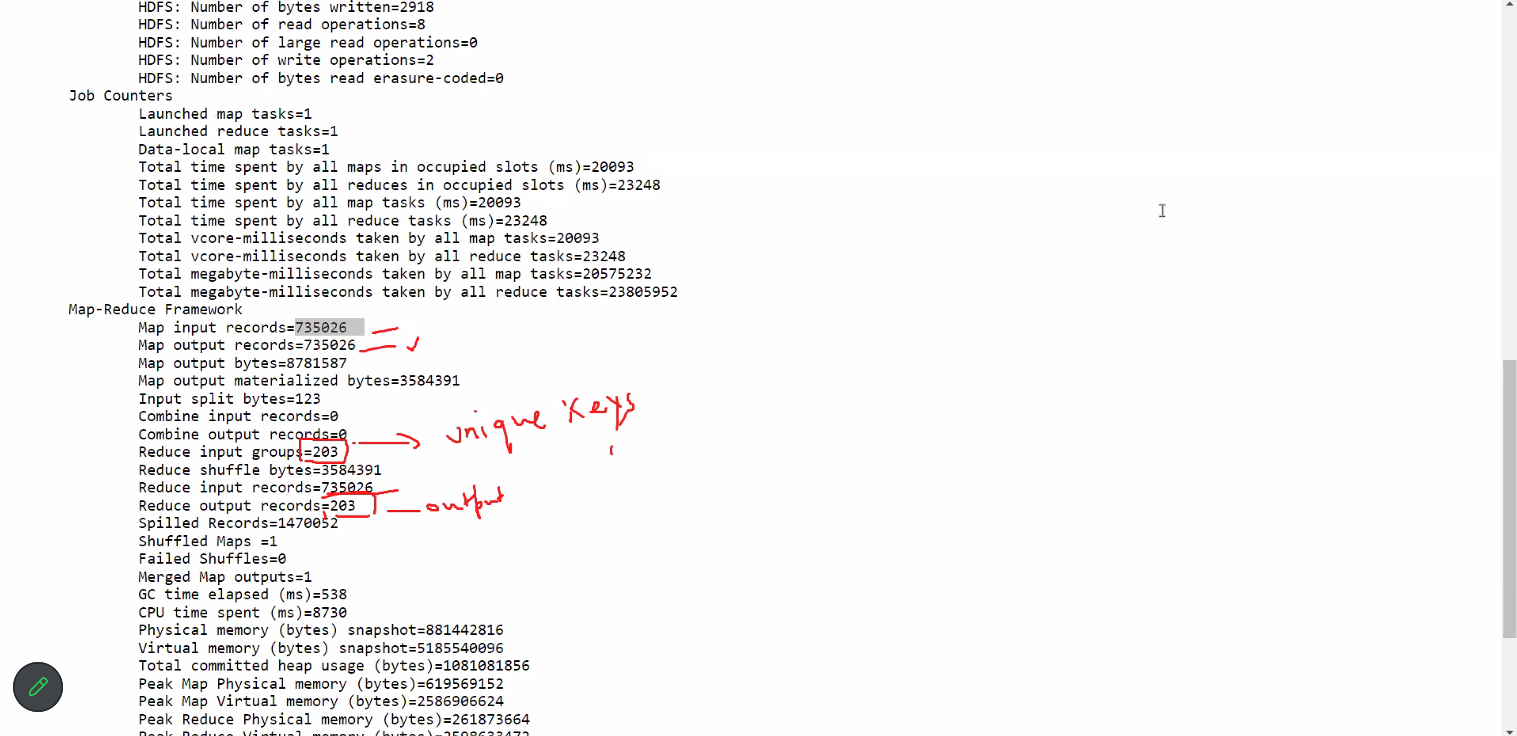 HDFS: Number of bytes written=2918
HDFS: Number of read operations=8
HDFS: Number of large read operations=0
HDFS: Number of write operations=2
HDFS: Number of bytes read erasure-coded=0
Job Counters
Launched map tasks=1
Launched reduce tasks=1
Data-local map tasks=1
Total time spent by all maps in occupied slots (ms)=20093
Total time spent by all reduces in occupied slots (ms)=23248
Total time spent by all map tasks (ms)=20093
Total time spent by all reduce tasks (ms)=23248
Total vcore-milliseconds taken by all map tasks=20093
Total vcore-milliseconds taken by all reduce tasks=23248
Total megabyte-milliseconds taken by all map tasks=20575232
Total megabyte-milliseconds taken by all reduce tasks=23805952
Map-Reduce Framework
Map input records=735026
Map output records=735026
Map output bytes=8781587
Map output materialized bytes=3584391
Input split bytes=123
Combine input records=0
Combine output records=0
unique Keys
Reduce input groups=203
Reduce shuffle bytes=3584391
Reduce input records=735026
Reduce output records=203 output
Spilled Records=1470052
Shuffled Maps =1
Failed Shuffles=0
Merged Map outputs=1
GC time elapsed (ms)=538
CPU time spent (ms)=8730
Physical memory (bytes) snapshot=881442816
Virtual memory (bytes) snapshot=5185540096
Total committed heap usage (bytes)=1081081856
Peak Map Physical memory (bytes)=619569152
Peak Map Virtual memory (bytes)=2586906624
Peak Reduce Physical memory (bytes)=261873664
Peak Reduce Virtual memory (bytes)=2598633472